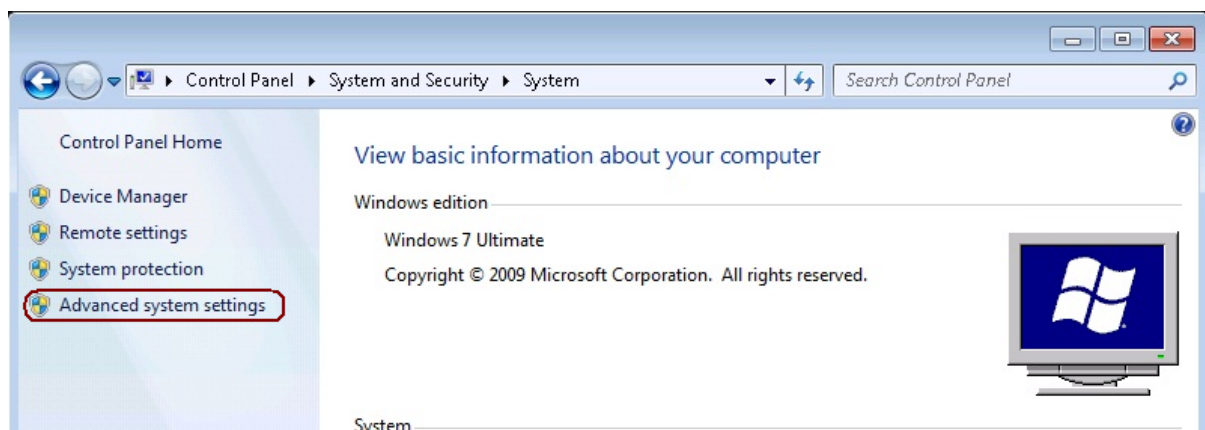 Control Panel ▸ System and Security ▸ System
Search Control Panel
Control Panel Home
Device Manager
Remote settings
System protection
Advanced system settings
View basic information about your computer
Windows edition
Windows 7 Ultimate
Copyright © 2009 Microsoft Corporation. All rights reserved.
System